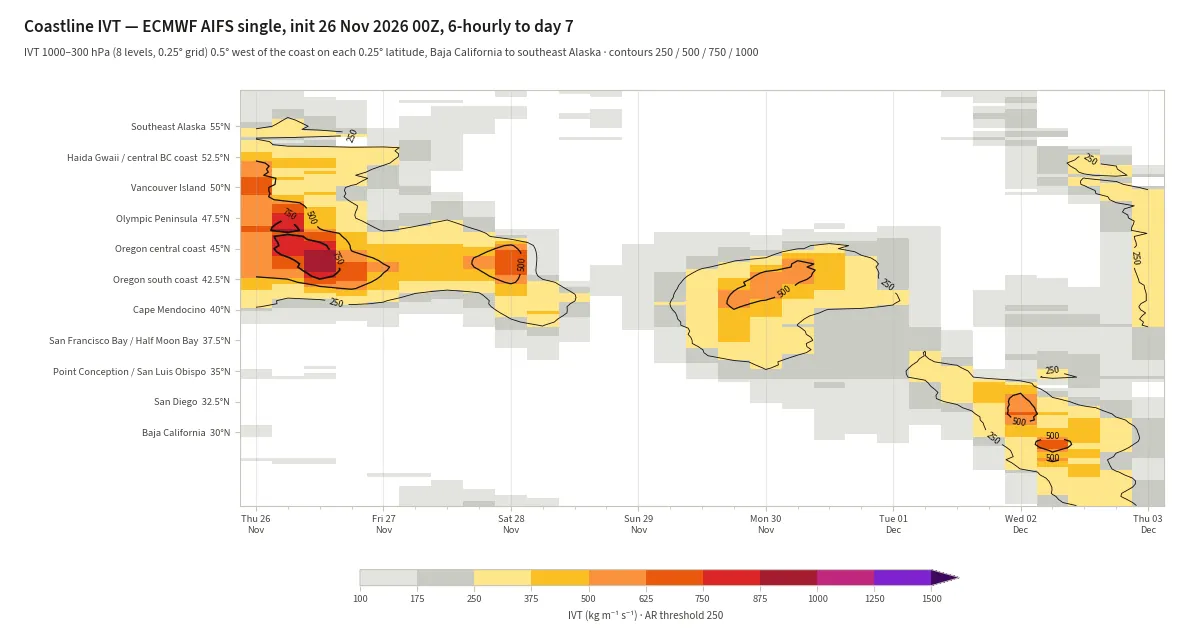 Coastline IVT — ECMWF AIFS single, init 26 Nov 2026 00Z, 6-hourly to day 7
IVT 1000–300 hPa (8 levels, 0.25° grid) 0.5° west of the coast on each 0.25° latitude, Baja California to southeast Alaska · contours 250 / 500 / 750 / 1000
Southeast Alaska 55°N
Haida Gwaii / central BC coast 52.5°N
Vancouver Island 50°N
Olympic Peninsula 47.5°N
Oregon central coast 45°N
Oregon south coast 42.5°N
Cape Mendocino 40°N
San Francisco Bay / Half Moon Bay 37.5°N
Point Conception / San Luis Obispo 35°N
San Diego 32.5°N
Baja California 30°N
250
250
750
500
750
500
250
250
250
500
250
250
500
500
250
500
Thu 26 Nov
Fri 27 Nov
Sat 28 Nov
Sun 29 Nov
Mon 30 Nov
Tue 01 Dec
Wed 02 Dec
Thu 03 Dec
100 175 250 375 500 625 750 875 1000 1250 1500
IVT (kg m⁻¹ s⁻¹) · AR threshold 250